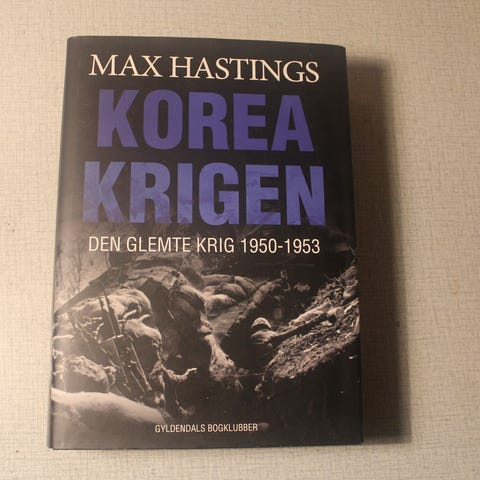 MAX HASTINGS
KOREA
KRIGEN
DEN GLEMTE KRIG 1950-1953
GYLDENDALS BOGKLUBBER